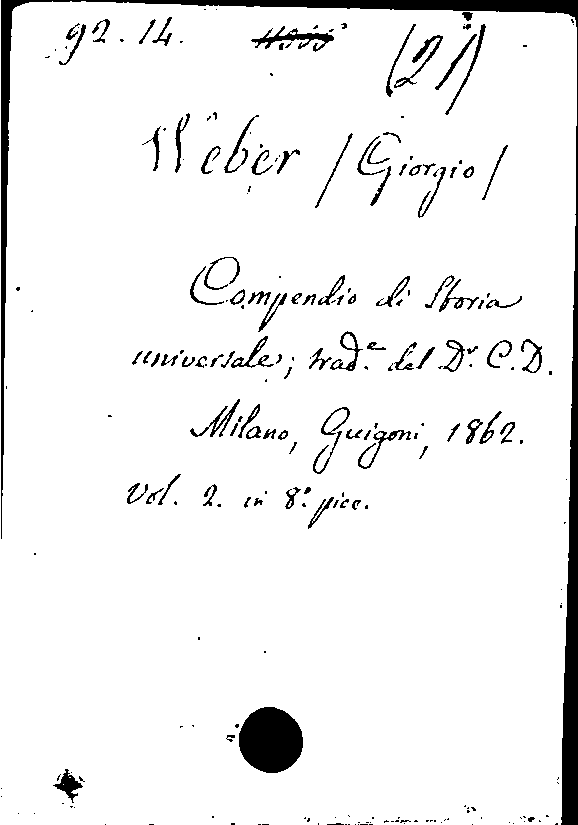 92.14. (21)
Weber / Giorgio /
Compendio di Storia
universale; trad.e del Dr. C. D.
Milano, Guigoni, 1862.
Vol. 2. in 8.° picc.